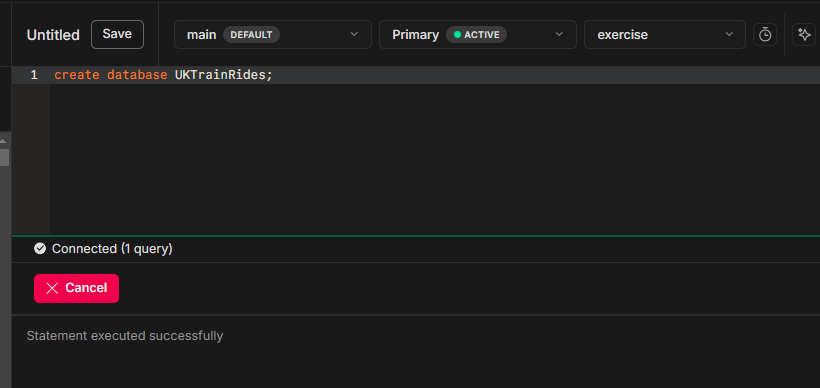 Untitled Save main DEFAULT Primary ACTIVE exercise
1 create database UKTrainRides;
Connected (1 query)
Cancel
Statement executed successfully